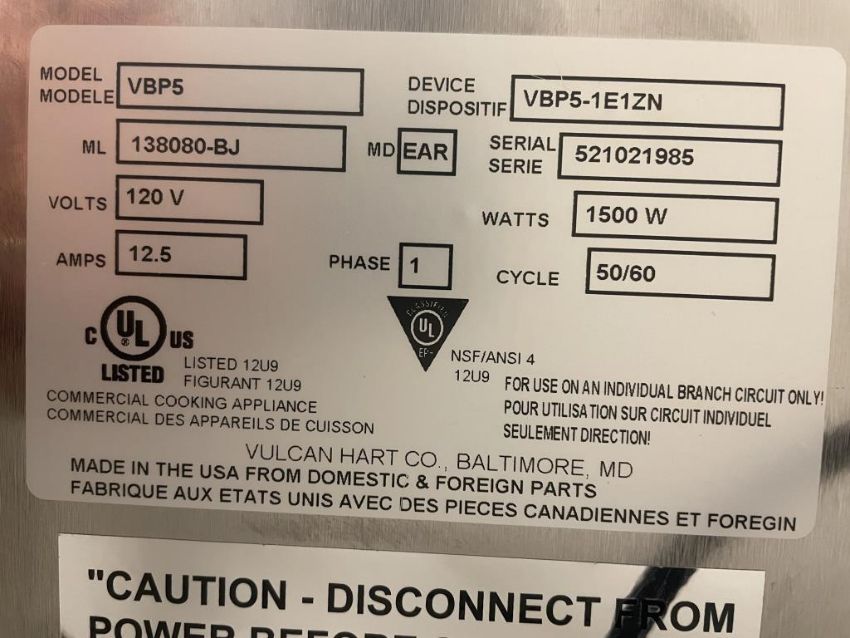 MODEL
MODELE VBP5
DEVICE
DISPOSITIF VBP5-1E1ZN
ML 138080-BJ MD EAR
SERIAL
SERIE 521021985
VOLTS 120 V WATTS 1500 W
AMPS 12.5 PHASE 1 CYCLE 50/60
C UL ® US
LISTED
LISTED 12U9
FIGURANT 12U9
CLASSIFIED
UL
EP-
NSF/ANSI 4
12U9
COMMERCIAL COOKING APPLIANCE
COMMERCIAL DES APPAREILS DE CUISSON
FOR USE ON AN INDIVIDUAL BRANCH CIRCUIT ONLY!
POUR UTILISATION SUR CIRCUIT INDIVIDUEL
SEULEMENT DIRECTION!
VULCAN HART CO., BALTIMORE, MD
MADE IN THE USA FROM DOMESTIC & FOREIGN PARTS
FABRIQUE AUX ETATS UNIS AVEC DES PIECES CANADIENNES ET FOREGIN
"CAUTION - DISCONNECT FROM
POWER BEFORE